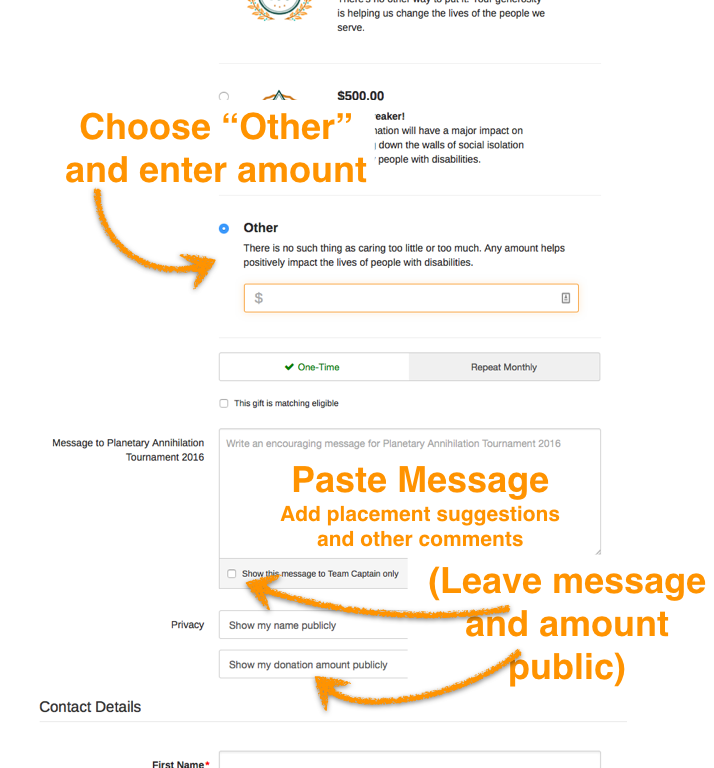 There's no other way to put it. Your generosity
is helping us change the lives of the people we
serve.
$500.00
Choose “Other”
and enter amount
nation will have a major impact on
down the walls of social isolation
people with disabilities.
Other
There is no such thing as caring too little or too much. Any amount helps
positively impact the lives of people with disabilities.
$
One-Time
Repeat Monthly
This gift is matching eligible
Message to Planetary Annihilation
Tournament 2016
Write an encouraging message for Planetary Annihilation Tournament 2016
Paste Message
Add placement suggestions
and other comments
Show this message to Team Captain only
(Leave message
and amount
public)
Privacy
Show my name publicly
Show my donation amount publicly
Contact Details
First Name*